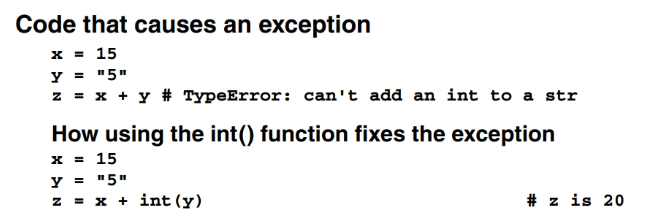 Code that causes an exception
x = 15
y = "5"
z = x + y # TypeError: can't add an int to a str
How using the int() function fixes the exception
x = 15
y = "5"
z = x + int(y) # z is 20